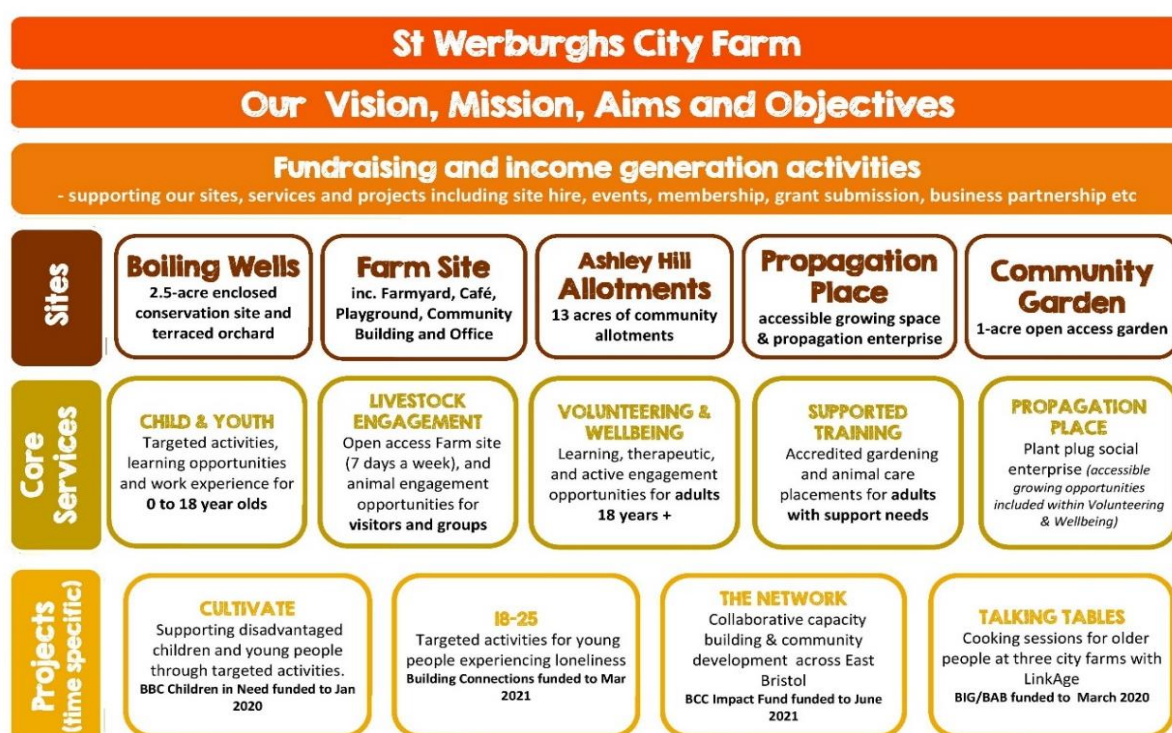 St Werburghs City Farm
Our Vision, Mission, Aims and Objectives
Fundraising and income generation activities
- supporting our sites, services and projects including site hire, events, membership, grant submission, business partnership etc
Sites
Boiling Wells
2.5-acre enclosed
conservation site and
terraced orchard
Farm Site
inc. Farmyard, Café,
Playground, Community
Building and Office
Ashley Hill
Allotments
13 acres of community
allotments
Propagation
Place
accessible growing space
& propagation enterprise
Community
Garden
1-acre open access garden
Core
Services
CHILD & YOUTH
Targeted activities,
learning opportunities
and work experience for
0 to 18 year olds
LIVESTOCK
ENGAGEMENT
Open access Farm site
(7 days a week), and
animal engagement
opportunities for
visitors and groups
VOLUNTEERING &
WELLBEING
Learning, therapeutic,
and active engagement
opportunities for adults
18 years +
SUPPORTED
TRAINING
Accredited gardening
and animal care
placements for adults
with support needs
PROPAGATION
PLACE
Plant plug social
enterprise (accessible
growing opportunities
included within Volunteering
& Wellbeing)
Projects
(time specific)
CULTIVATE
Supporting disadvantaged
children and young people
through targeted activities.
BBC Children in Need funded to Jan
2020
18-25
Targeted activities for young
people experiencing loneliness
Building Connections funded to Mar
2021
THE NETWORK
Collaborative capacity
building & community
development across East
Bristol
BCC Impact Fund funded to June
2021
TALKING TABLES
Cooking sessions for older
people at three city farms with
LinkAge
BIG/BAB funded to March 2020